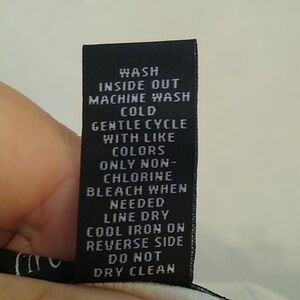 WASH
INSIDE OUT
MACHINE WASH
COLD
GENTLE CYCLE
WITH LIKE
COLORS
ONLY NON-
CHLORINE
BLEACH WHEN
NEEDED
LINE DRY
COOL IRON ON
REVERSE SIDE
DO NOT
DRY CLEAN